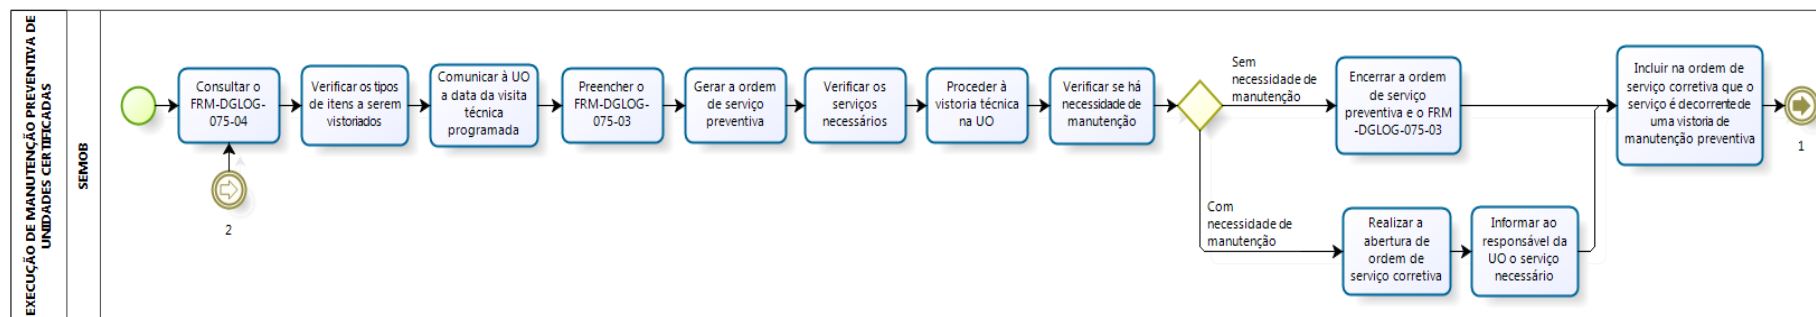 EXECUÇÃO DE MANUTENÇÃO PREVENTIVA DE
UNIDADES CERTIFICADAS
SEMOB
Consultar o
FRM-DGLOG-
075-04
2
Verificar os tipos
de itens a serem
vistoriados
Comunicar à UO
a data da visita
técnica
programada
Preencher o
FRM-DGLOG-
075-03
Gerar a ordem
de serviço
preventiva
Verificar os
serviços
necessários
Proceder à
vistoria técnica
na UO
Verificar se há
necessidade de
manutenção
Sem
necessidade de
manutenção
Encerrar a ordem
de serviço
preventiva e o FRM
-DGLOG-075-03
Com
necessidade de
manutenção
Realizar a
abertura de
ordem de
serviço corretiva
Informar ao
responsável da
UO o serviço
necessário
Incluir na ordem de
serviço corretiva que o
serviço é decorrente de
uma vistoria de
manutenção preventiva
1